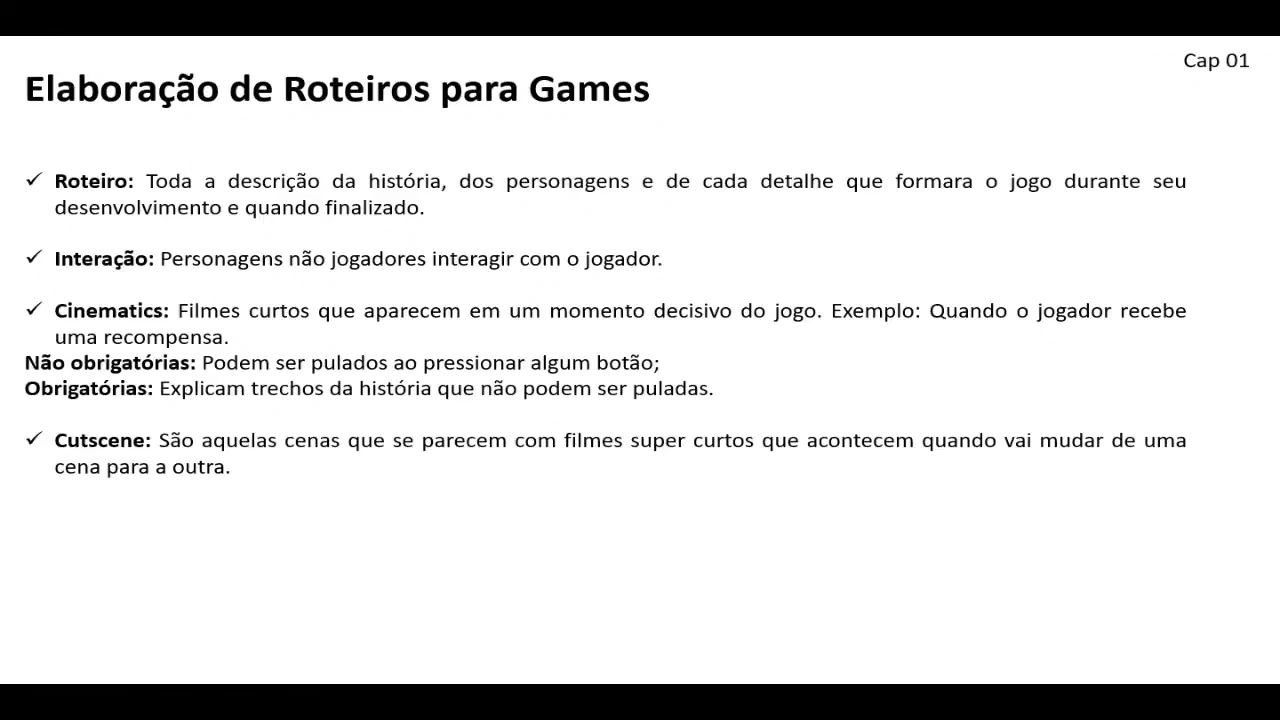 Cap 01
Elaboração de Roteiros para Games
✓ Roteiro: Toda a descrição da história, dos personagens e de cada detalhe que formara o jogo durante seu
desenvolvimento e quando finalizado.
✓ Interação: Personagens não jogadores interagir com o jogador.
✓ Cinematics: Filmes curtos que aparecem em um momento decisivo do jogo. Exemplo: Quando o jogador recebe
uma recompensa.
Não obrigatórias: Podem ser pulados ao pressionar algum botão;
Obrigatórias: Explicam trechos da história que não podem ser puladas.
✓ Cutscene: São aquelas cenas que se parecem com filmes super curtos que acontecem quando vai mudar de uma
cena para a outra.